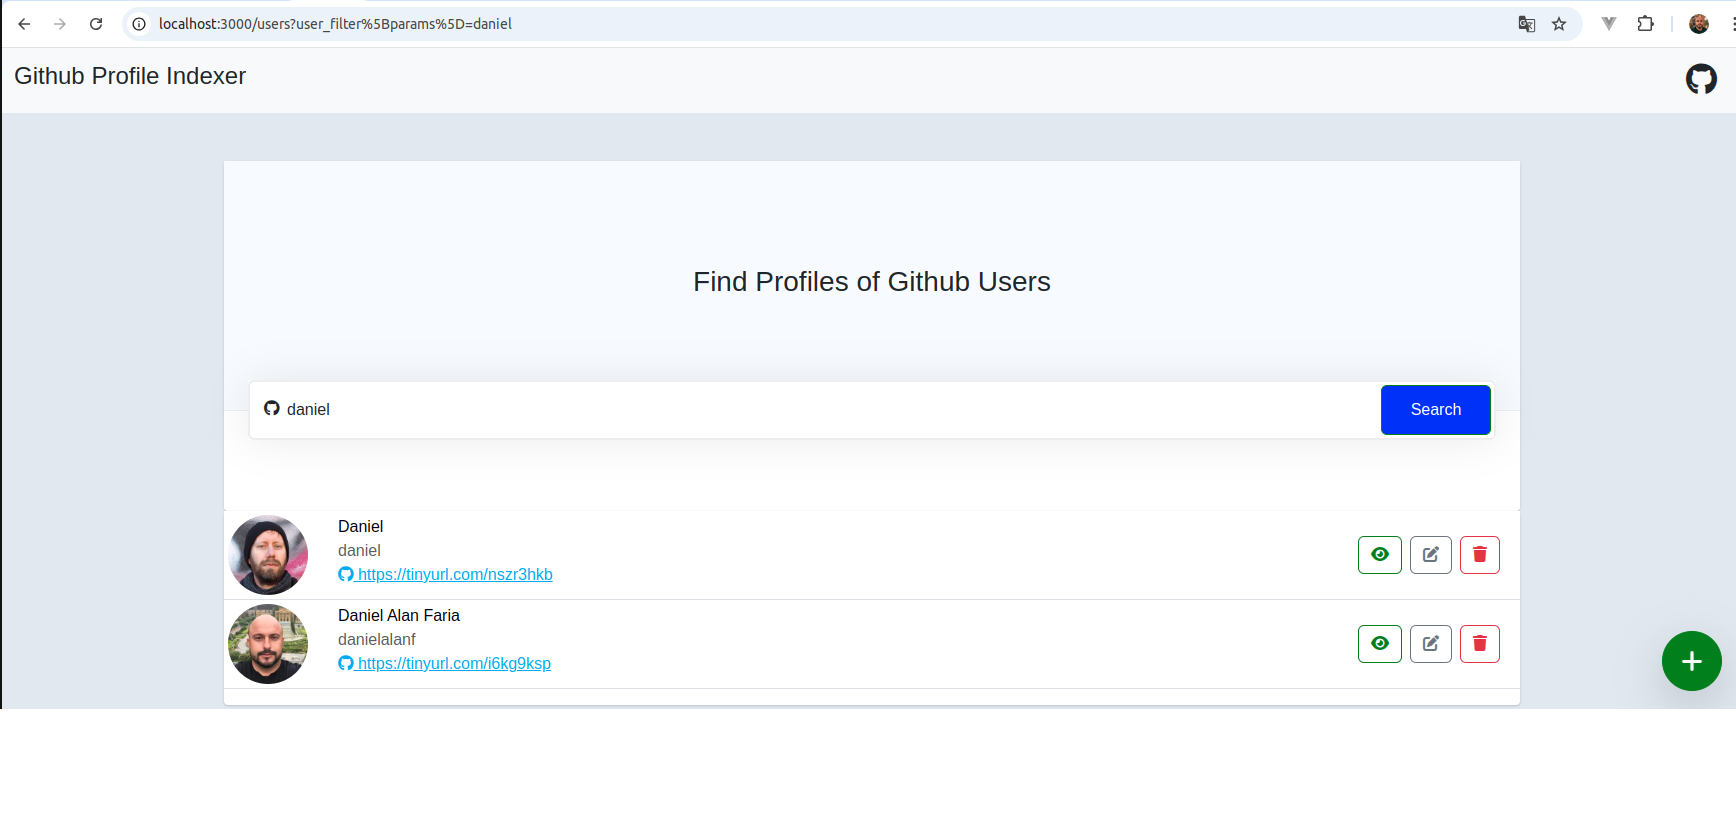 localhost:3000/users?user_filter%5Bparams%5D=daniel
Github Profile Indexer
Find Profiles of Github Users
daniel
Search
Daniel
daniel
https://tinyurl.com/nszr3hkb
Daniel Alan Faria
danielalanf
https://tinyurl.com/i6kg9ksp